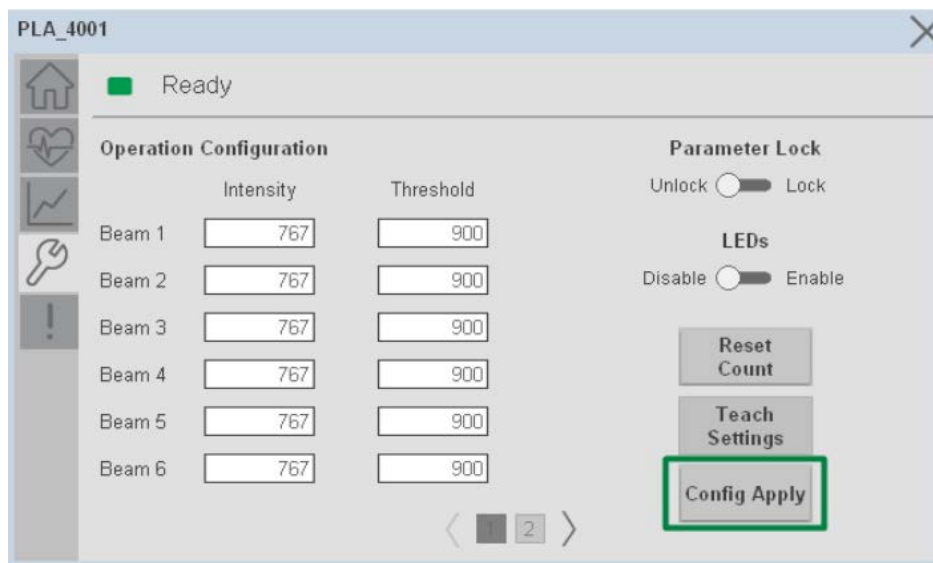 PLA_4001
Ready
Operation Configuration
Intensity Threshold
Beam 1 767 900
Beam 2 767 900
Beam 3 767 900
Beam 4 767 900
Beam 5 767 900
Beam 6 767 900
1 2
Parameter Lock
Unlock Lock
LEDs
Disable Enable
Reset
Count
Teach
Settings
Config Apply